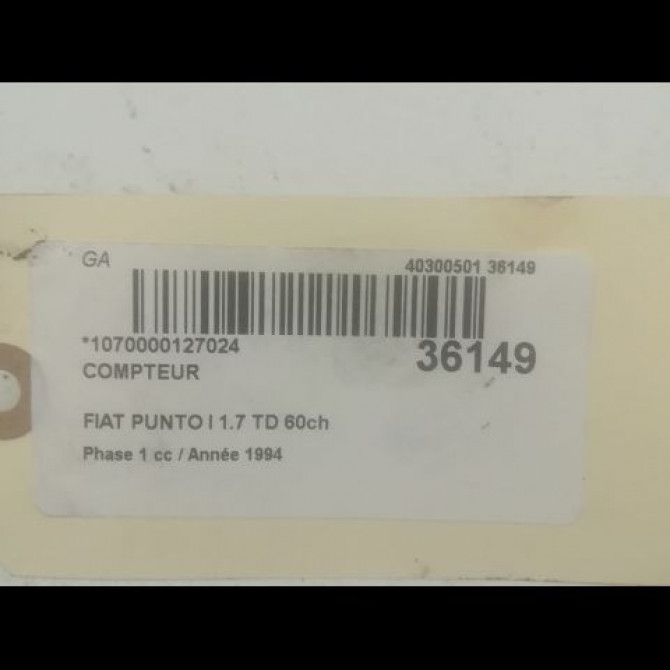 GA
40300501 36149
*1070000127024
36149
COMPTEUR
FIAT PUNTO I 1.7 TD 60ch
Phase 1 cc / Année 1994